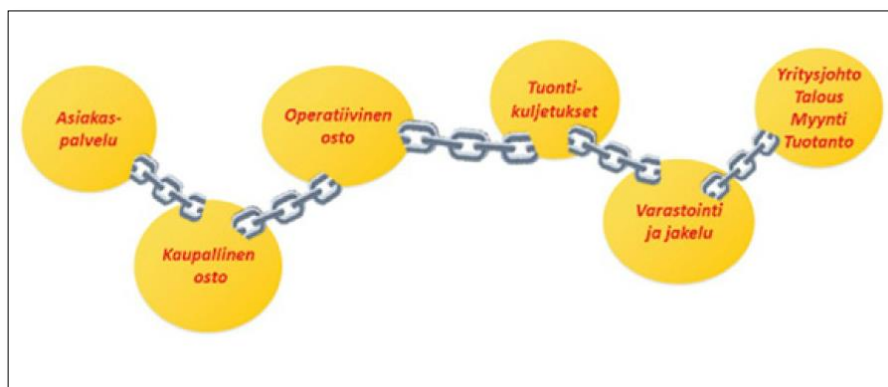 Asiakas-
palvelu
Kaupallinen
osto
Operatiivinen
osto
Tuonti-
kuljetukset
Varastointi
ja jakelu
Yritysjohto
Talous
Myynti
Tuotanto